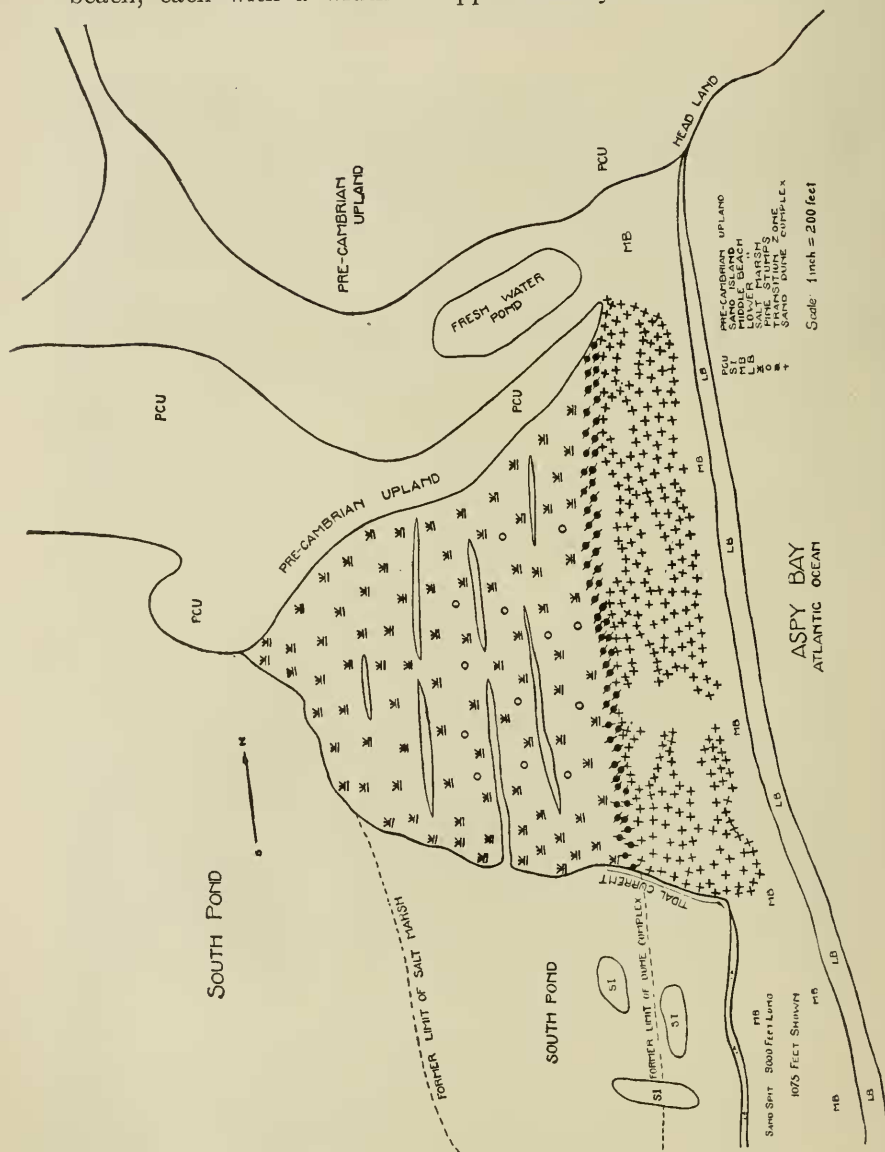 beach, each with a
HEAD LAND
PCU
PRE-CAMBRIAN
UPLAND
MB
FRESH WATER
POND
PCU
PCU
PRE-CAMBRIAN UPLAND
PCU
PCU PRE-CAMBRIAN UPLAND
SI SAND ISLAND
MB MIDDLE BEACH
LB LOWER "
SALT MARSH
O PINE STUMPS
TRANSITION ZONE
+ SAND DUNE COMPLEX
Scale: 1 inch = 200 feet
LB
MB
LB
ASPY BAY
ATLANTIC OCEAN
MB
LB
MB
N
S
SOUTH POND
TIDAL CURRENT
FORMER LIMIT OF SALT MARSH
SOUTH POND
FORMER LIMIT OF DUNE COMPLEX
SI
SI
SI
MB
LB
MB
SAND SPIT FEET LONG
1075 FEET SHOWN
MB
LB